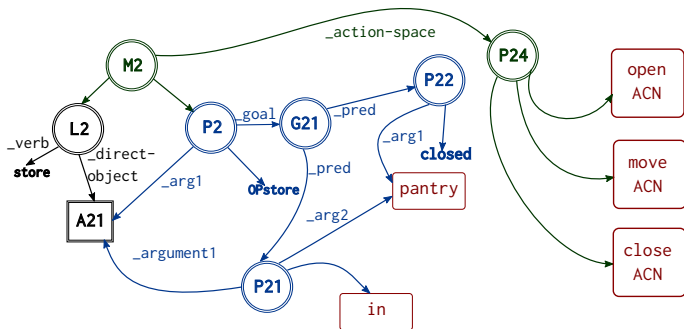 _action-space
M2
P24
open
ACN
P22
_goal
_pred
G21
P2
L2
_verb
_arg1
store
_direct-
object
closed
_pred
_arg1
move
ACN
OPstore
pantry
A21
_arg2
_argument1
close
ACN
P21
in